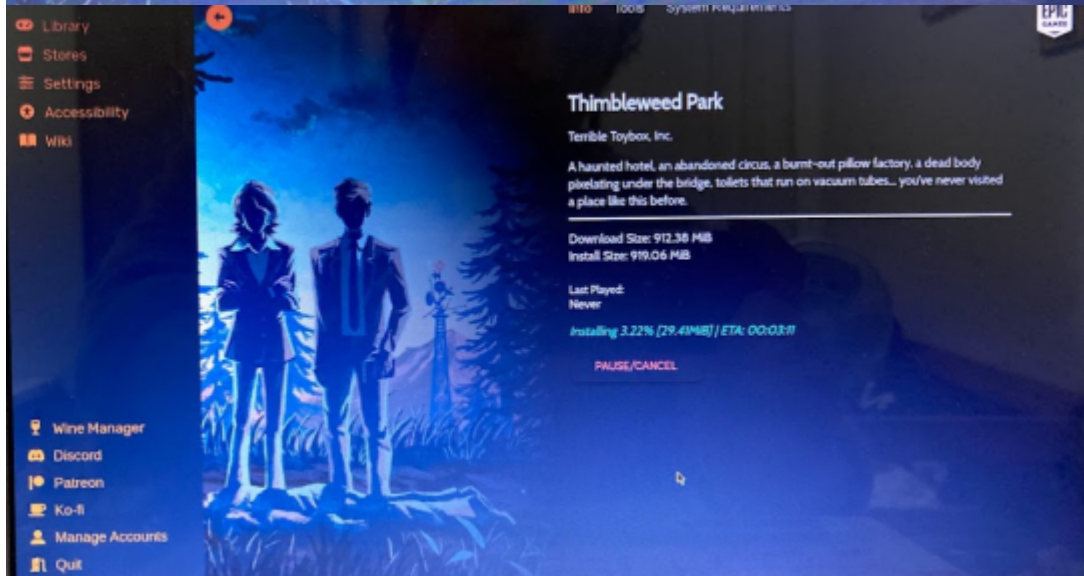 Library
Stores
Settings
Accessibility
Wiki
Wine Manager
Discord
Patreon
Ko-fi
Manage Accounts
Quit
Info Tools System Requirements
EPIC
GAMES
Thimbleweed Park
Terrible Toybox, Inc.
A haunted hotel, an abandoned circus, a burnt-out pillow factory, a dead body
pixelating under the bridge, toilets that run on vacuum tubes... you've never visited
a place like this before.
Download Size: 912.38 MiB
Install Size: 919.06 MiB
Last Played:
Never
Installing 3.22% [29.41MiB] | ETA: 00:03:11
PAUSE/CANCEL